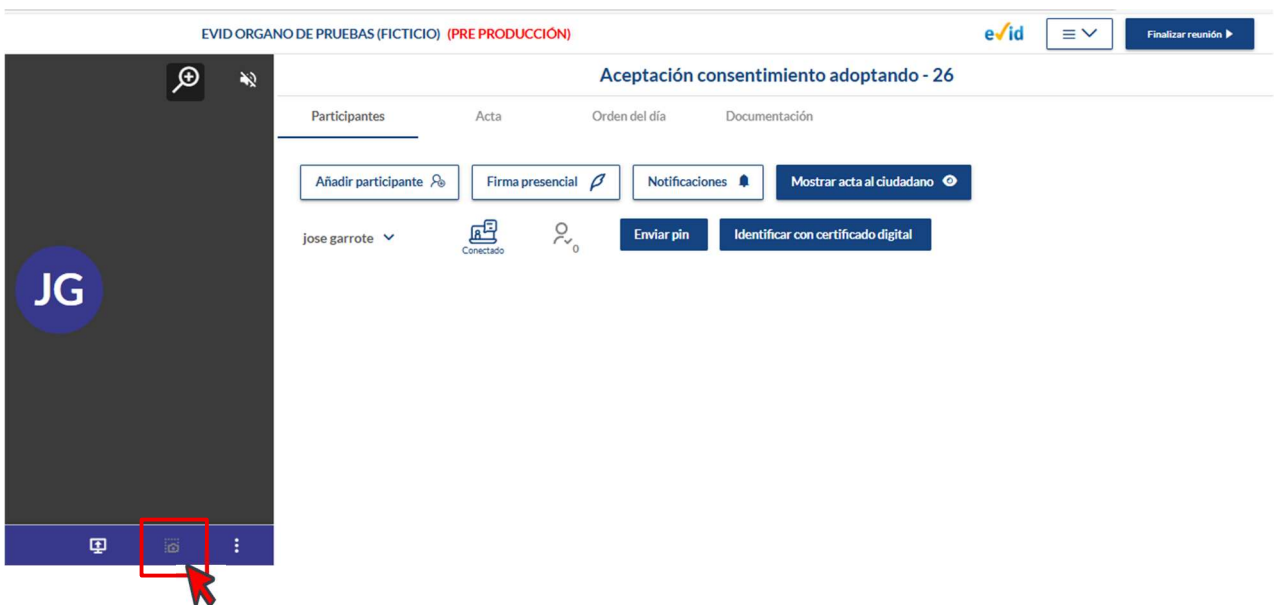 EVID ORGANO DE PRUEBAS (FICTICIO) (PRE PRODUCCIÓN)
e✓id
Finalizar reunión
Aceptación consentimiento adoptando - 26
Participantes Acta Orden del día Documentación
Añadir participante Firma presencial Notificaciones Mostrar acta al ciudadano
jose garrote Conectado 0 Enviar pin Identificar con certificado digital
JG